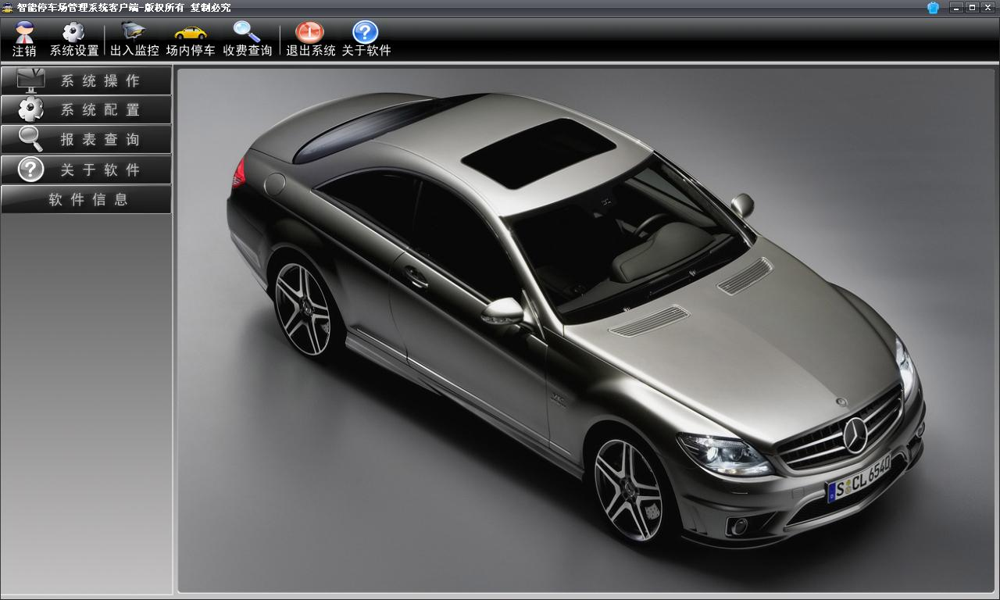 智能停车场管理系统客户端-版权所有 复制必究
注销 系统设置 出入监控 场内停车 收费查询 退出系统 关于软件
系统操作
系统配置
报表查询
关于软件
软件信息
S CL 6540